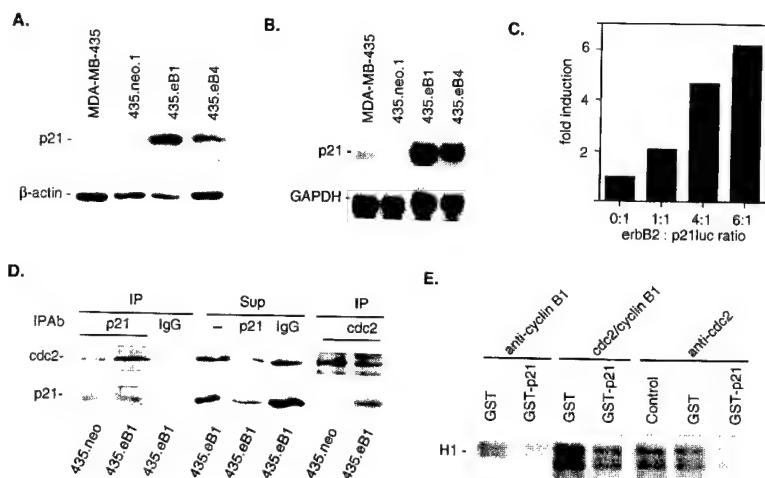 A.
MDA-MB-435
435.neo.1
435.eB1
435.eB4
p21 -
β-actin -
B.
MDA-MB-435
435.neo.1
435.eB1
435.eB4
p21 -
GAPDH -
C.
fold induction
6
4
2
0:1 1:1 4:1 6:1
erbB2 : p21luc ratio
D.
IP Sup IP
IPAb p21 IgG – p21 IgG cdc2
cdc2-
p21-
435.neo
435.eB1
435.eB1
435.eB1
435.eB1
435.eB1
435.neo
435.eB1
E.
anti-cyclin B1
cdc2/cyclin B1
anti-cdc2
GST
GST-p21
GST
GST-p21
Control
GST
GST-p21
H1 -